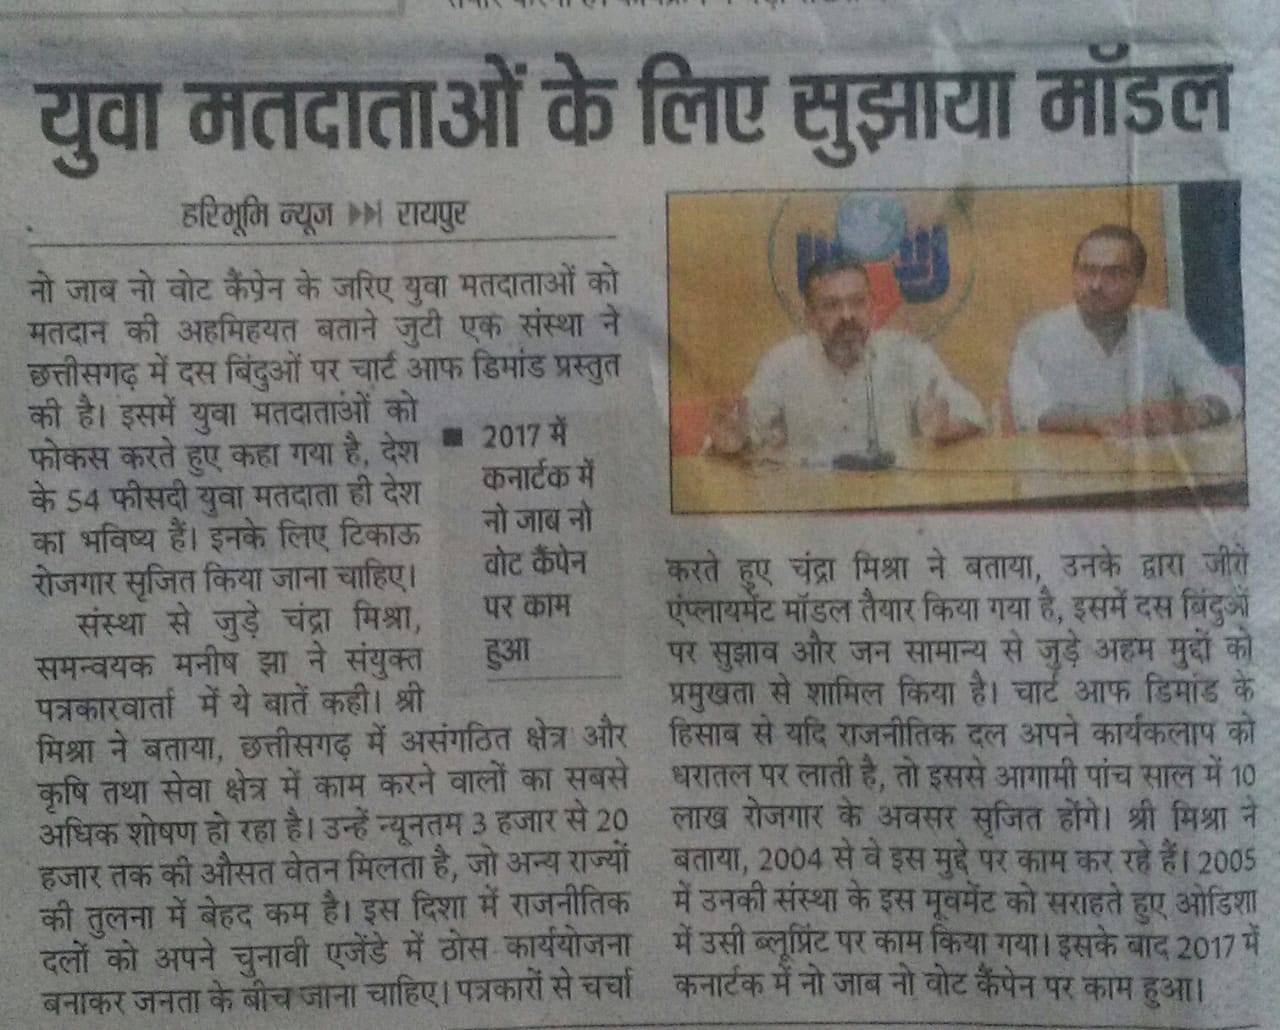 युवा मतदाताओं के लिए सुझाया मॉडल
हरिभूमि न्यूज ▶▶| रायपुर
नो जाब नो वोट कैंप्रेन के जरिए युवा मतदाताओं को
मतदान की अहमिहयत बताने जुटी एक संस्था ने
छत्तीसगढ़ में दस बिंदुओं पर चार्ट आफ डिमांड प्रस्तुत
की है। इसमें युवा मतदाताओं को
फोकस करते हुए कहा गया है, देश
के 54 फीसदी युवा मतदाता ही देश
का भविष्य हैं। इनके लिए टिकाऊ
रोजगार सृजित किया जाना चाहिए।
संस्था से जुड़े चंद्रा मिश्रा,
समन्वयक मनीष झा ने संयुक्त
पत्रकारवार्ता में ये बातें कही। श्री
मिश्रा ने बताया, छत्तीसगढ़ में असंगठित क्षेत्र और
कृषि तथा सेवा क्षेत्र में काम करने वालों का सबसे
अधिक शोषण हो रहा है। उन्हें न्यूनतम 3 हजार से 20
हजार तक की औसत वेतन मिलता है, जो अन्य राज्यों
की तुलना में बेहद कम है। इस दिशा में राजनीतिक
दलों को अपने चुनावी एजेंडे में ठोस कार्ययोजना
बनाकर जनता के बीच जाना चाहिए। पत्रकारों से चर्चा
■ 2017 में
कनार्टक में
नो जाब नो
वोट कैंपेन
पर काम
हुआ
करते हुए चंद्रा मिश्रा ने बताया, उनके द्वारा जीरो
एंप्लायमेंट मॉडल तैयार किया गया है, इसमें दस बिंदुओं
पर सुझाव और जन सामान्य से जुड़े अहम मुद्दों को
प्रमुखता से शामिल किया है। चार्ट आफ डिमांड के
हिसाब से यदि राजनीतिक दल अपने कार्यकलाप को
धरातल पर लाती है, तो इससे आगामी पांच साल में 10
लाख रोजगार के अवसर सृजित होंगे। श्री मिश्रा ने
बताया, 2004 से वे इस मुद्दे पर काम कर रहे हैं। 2005
में उनकी संस्था के इस मूवमेंट को सराहते हुए ओडिशा
में उसी ब्लूप्रिंट पर काम किया गया। इसके बाद 2017 में
कनार्टक में नो जाब नो वोट कैंपेन पर काम हुआ।